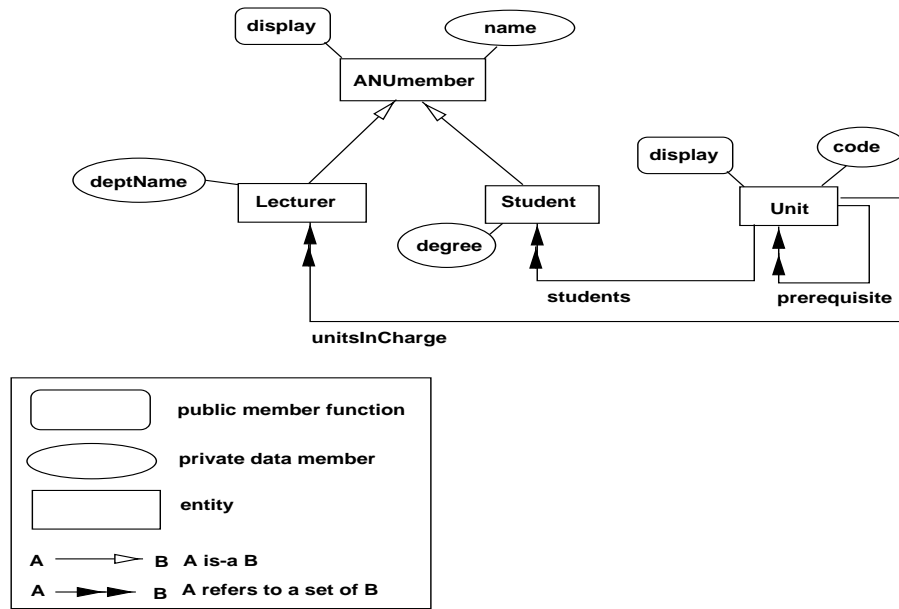 display
name
ANUmember
deptName
Lecturer
Student
degree
display
code
Unit
students
prerequisite
unitsInCharge
public member function
private data member
entity
A B A is-a B
A B A refers to a set of B